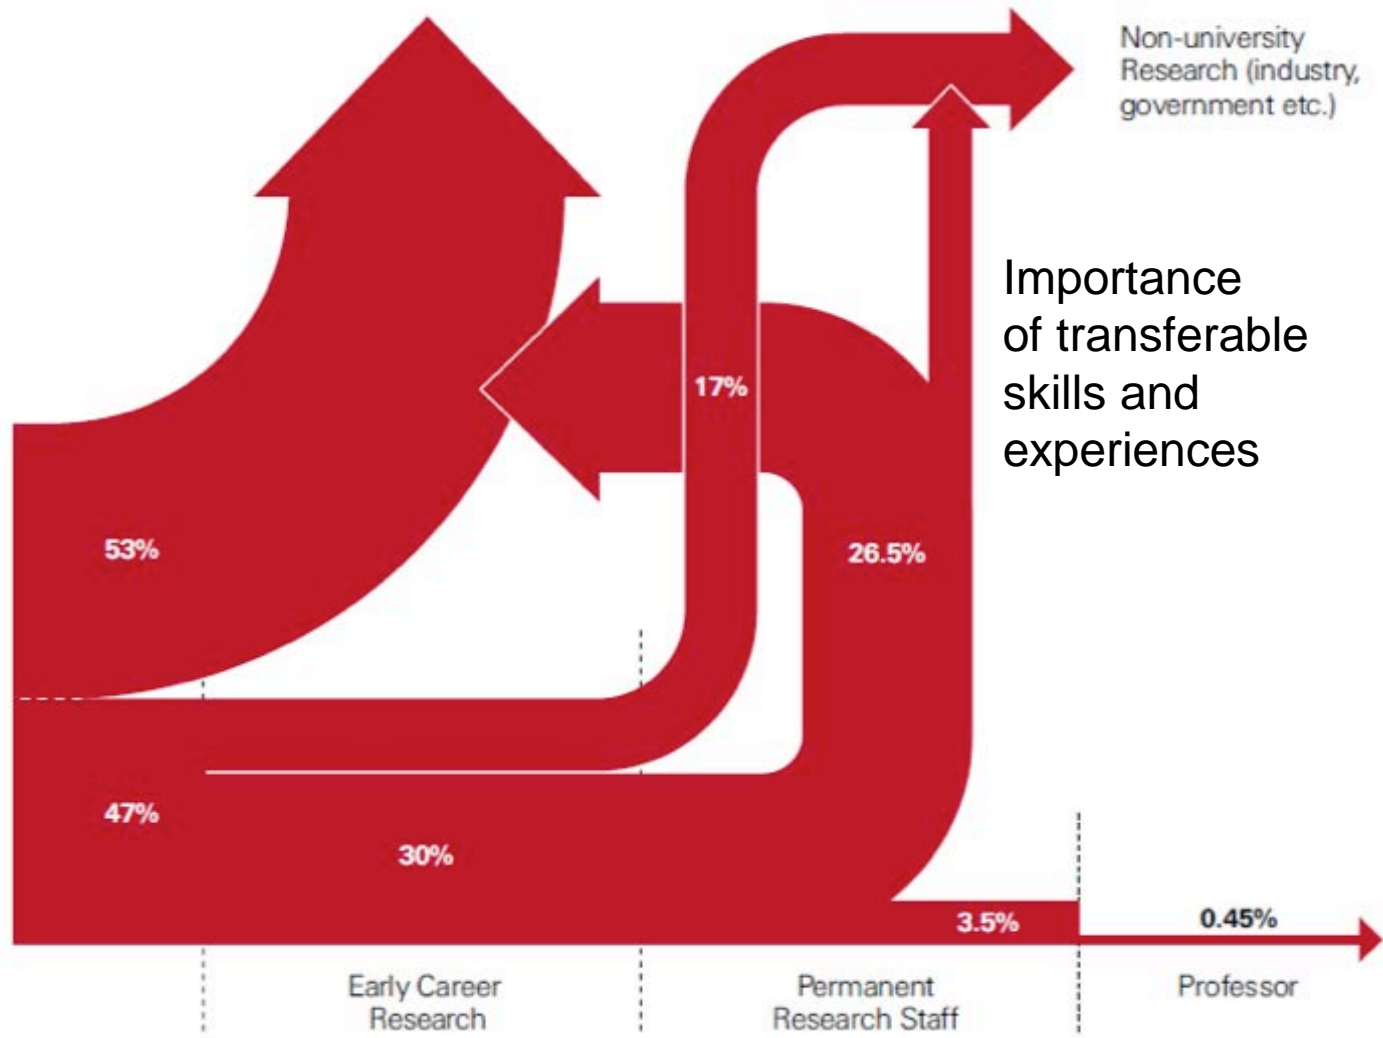 Non-university
Research (industry,
government etc.)
Importance
of transferable
skills and
experiences
17%
53%
26.5%
47%
30%
3.5%
0.45%
Early Career
Research
Permanent
Research Staff
Professor